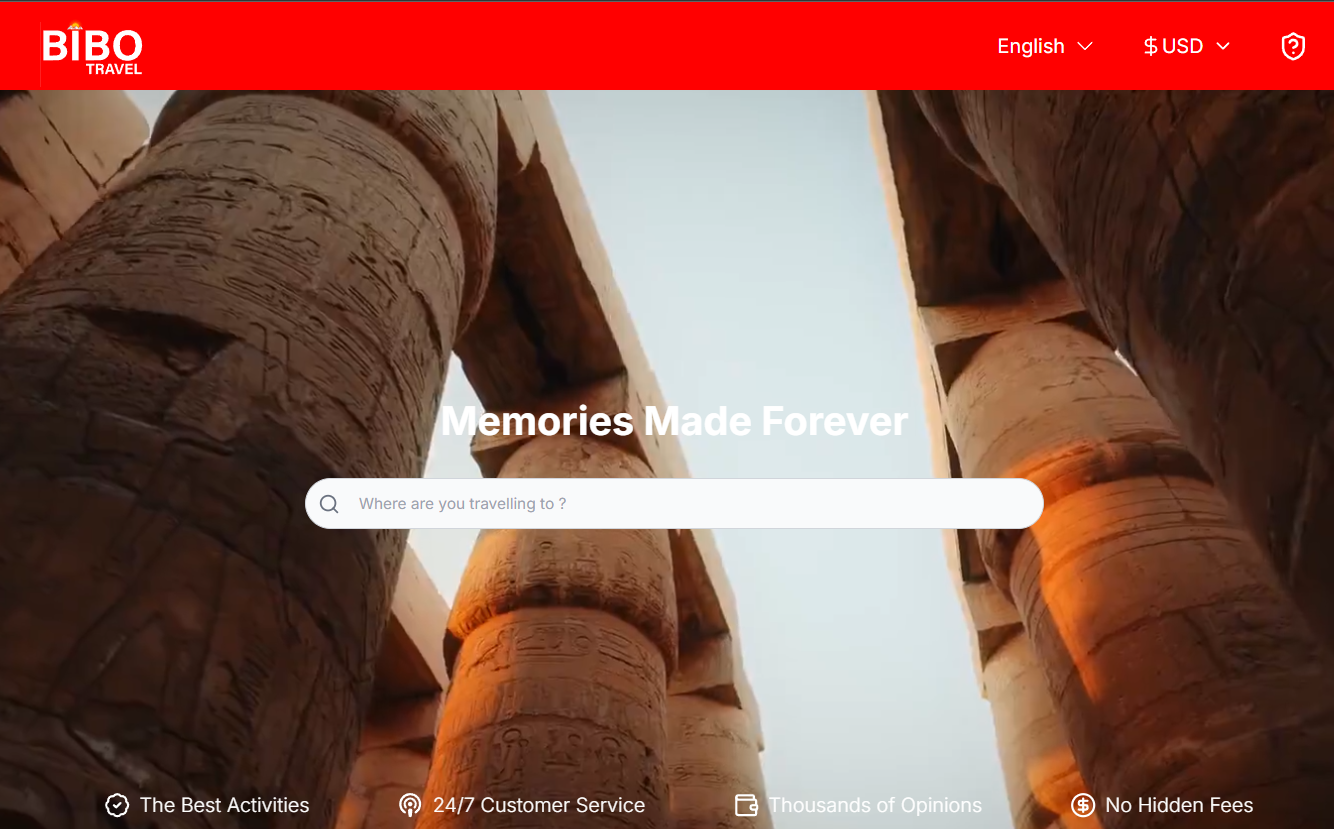 BIBO
TRAVEL
English
$ USD
Memories Made Forever
Where are you travelling to ?
The Best Activities
24/7 Customer Service
Thousands of Opinions
No Hidden Fees